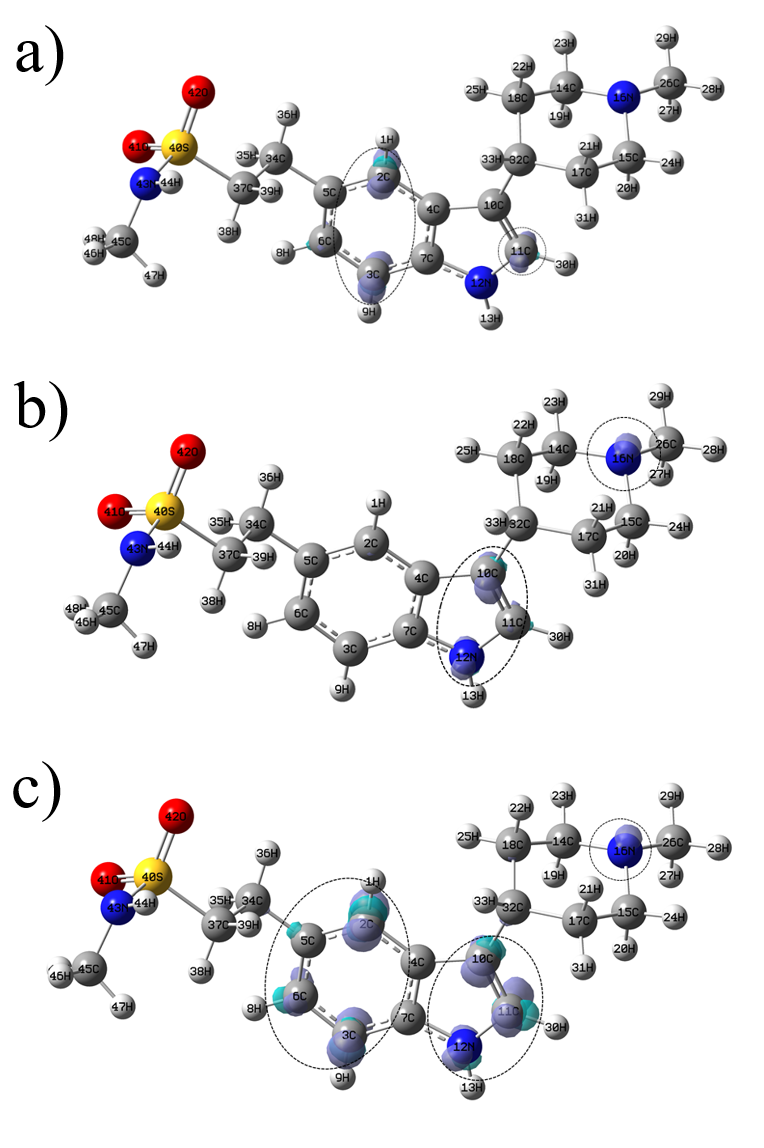 a)
29H
23H
22H
25H
14C
26C
28H
18C
16N
27H
19H
42O
36H
1H
41O
40S
35H
34C
21H
33H
32C
15C
24H
17C
20H
43N
44H
37C
39H
5C
2C
4C
10C
31H
38H
48H
46H
45C
6C
8H
11C
47H
3C
7C
12N
30H
9H
13H
b)
29H
23H
22H
25H
14C
26C
28H
18C
16N
27H
19H
42O
36H
1H
41O
40S
35H
34C
33H
32C
21H
15C
24H
17C
20H
43N
44H
37C
39H
5C
2C
4C
10C
31H
38H
48H
46H
45C
6C
8H
11C
30H
47H
3C
7C
12N
9H
13H
c)
29H
23H
22H
25H
14C
26C
28H
18C
16N
27H
19H
42O
36H
1H
41O
40S
35H
34C
33H
32C
21H
15C
24H
17C
20H
43N
44H
37C
39H
5C
2C
4C
10C
31H
38H
46H
45C
6C
8H
11C
30H
47H
3C
7C
12N
9H
13H